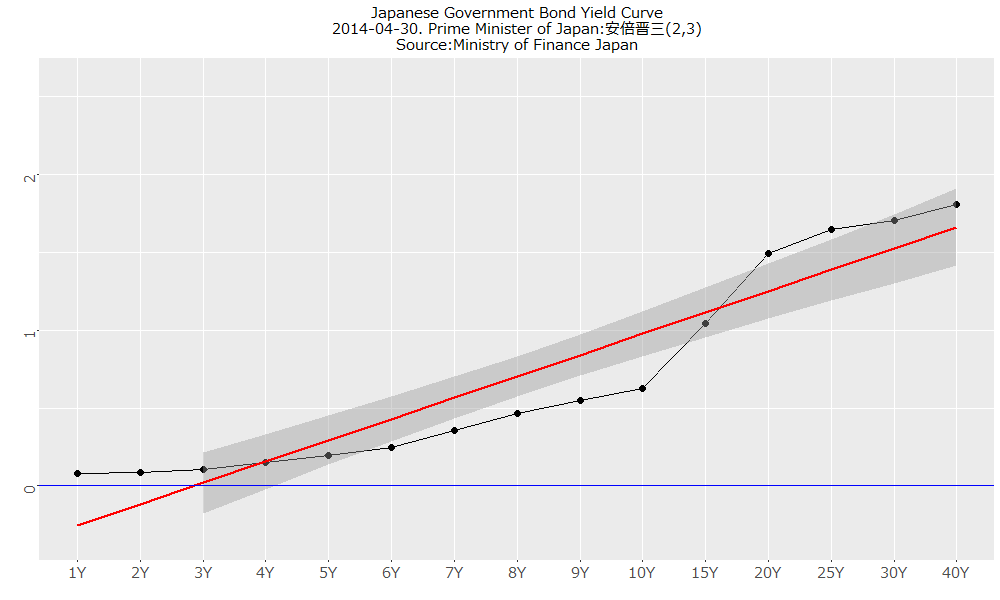 Japanese Government Bond Yield Curve
2014-04-30. Prime Minister of Japan:安倍晋三(2,3)
Source:Ministry of Finance Japan
2
1
0
1Y 2Y 3Y 4Y 5Y 6Y 7Y 8Y 9Y 10Y 15Y 20Y 25Y 30Y 40Y